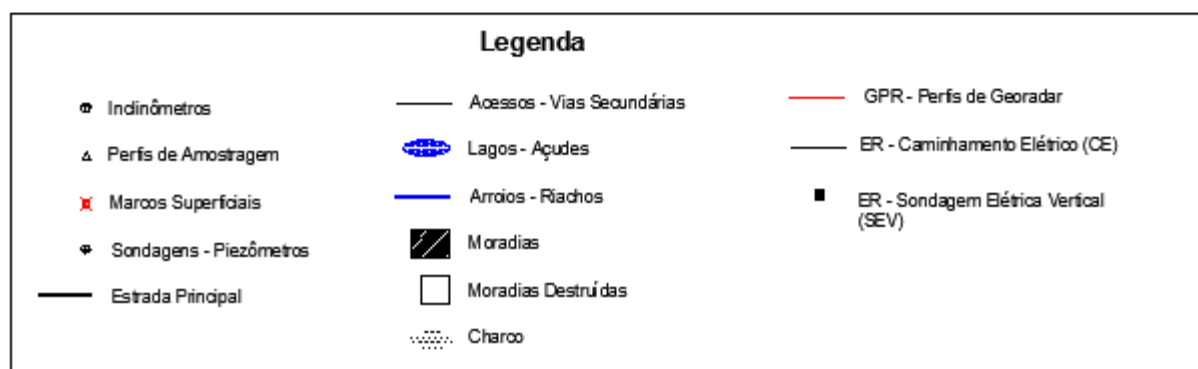 Legenda
Inclinômetros
Perfis de Amostragem
Marcos Superficiais
Sondagens - Piezômetros
Estrada Principal
Acessos - Vias Secundárias
Lagos - Açudes
Arroios - Riachos
Moradias
Moradias Destruídas
Charco
GPR - Perfis de Georadar
ER - Caminhamento Elétrico (CE)
ER - Sondagem Elétrica Vertical
(SEV)